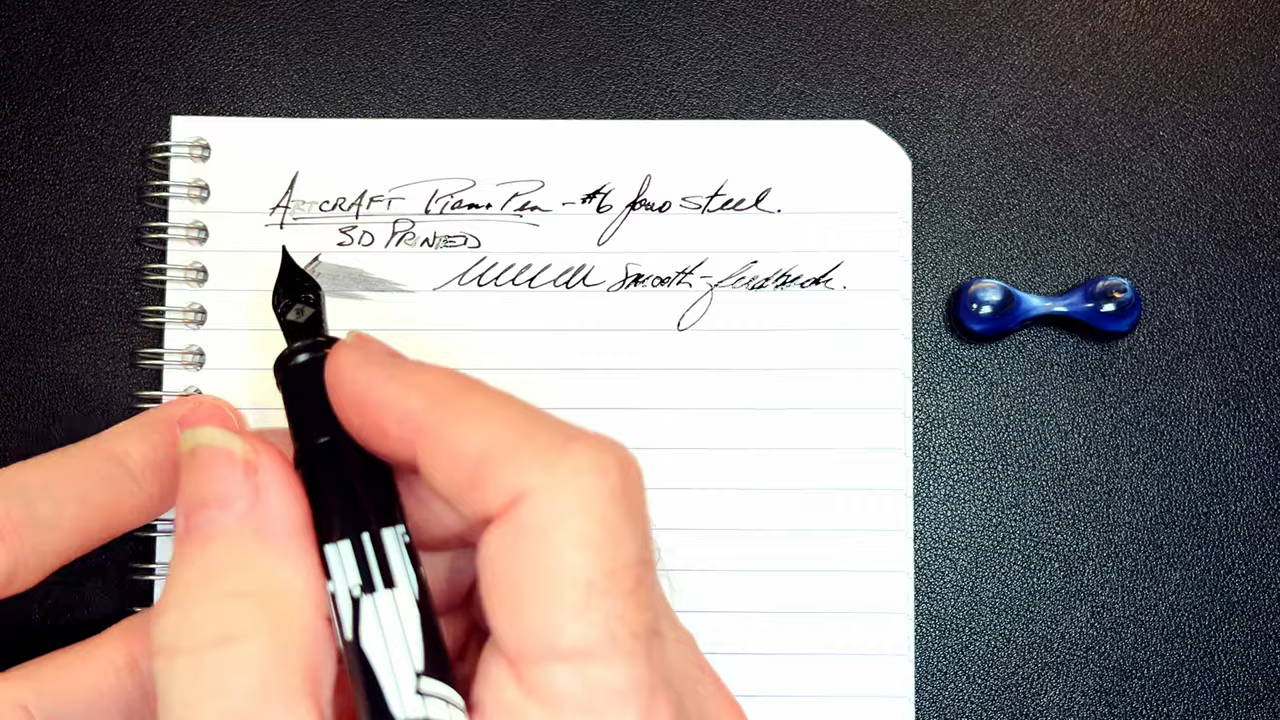 ARTCRAFT Piano Pen - #6 Jowo Steel.
3D PRINTED
Smooth - feedback.